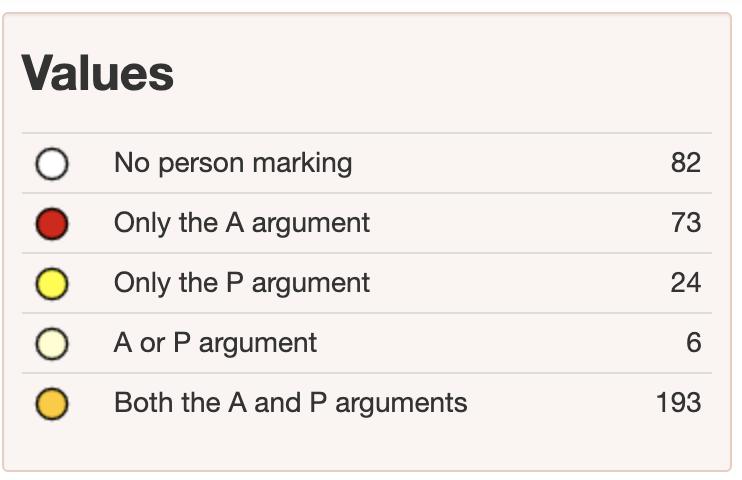 Values
No person marking 82
Only the A argument 73
Only the P argument 24
A or P argument 6
Both the A and P arguments 193